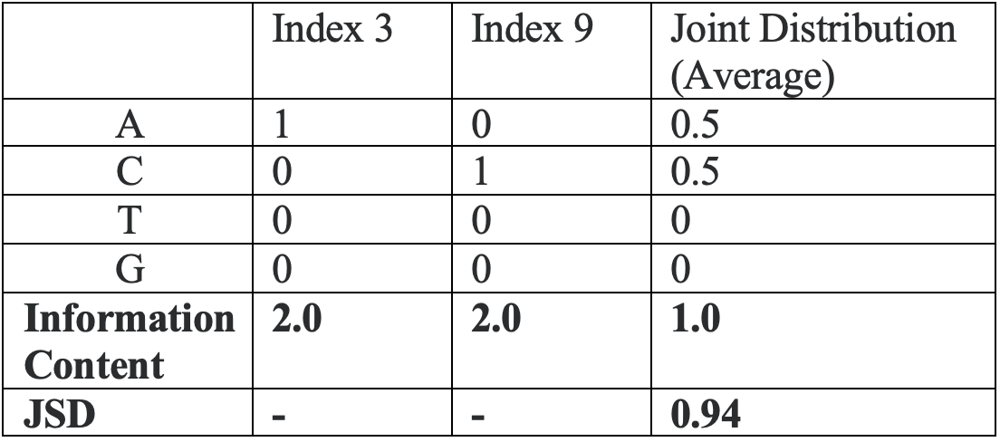 Index 3 Index 9 Joint Distribution
(Average)
A 1 0 0.5
C 0 1 0.5
T 0 0 0
G 0 0 0
Information 2.0 2.0 1.0
Content
JSD - - 0.94